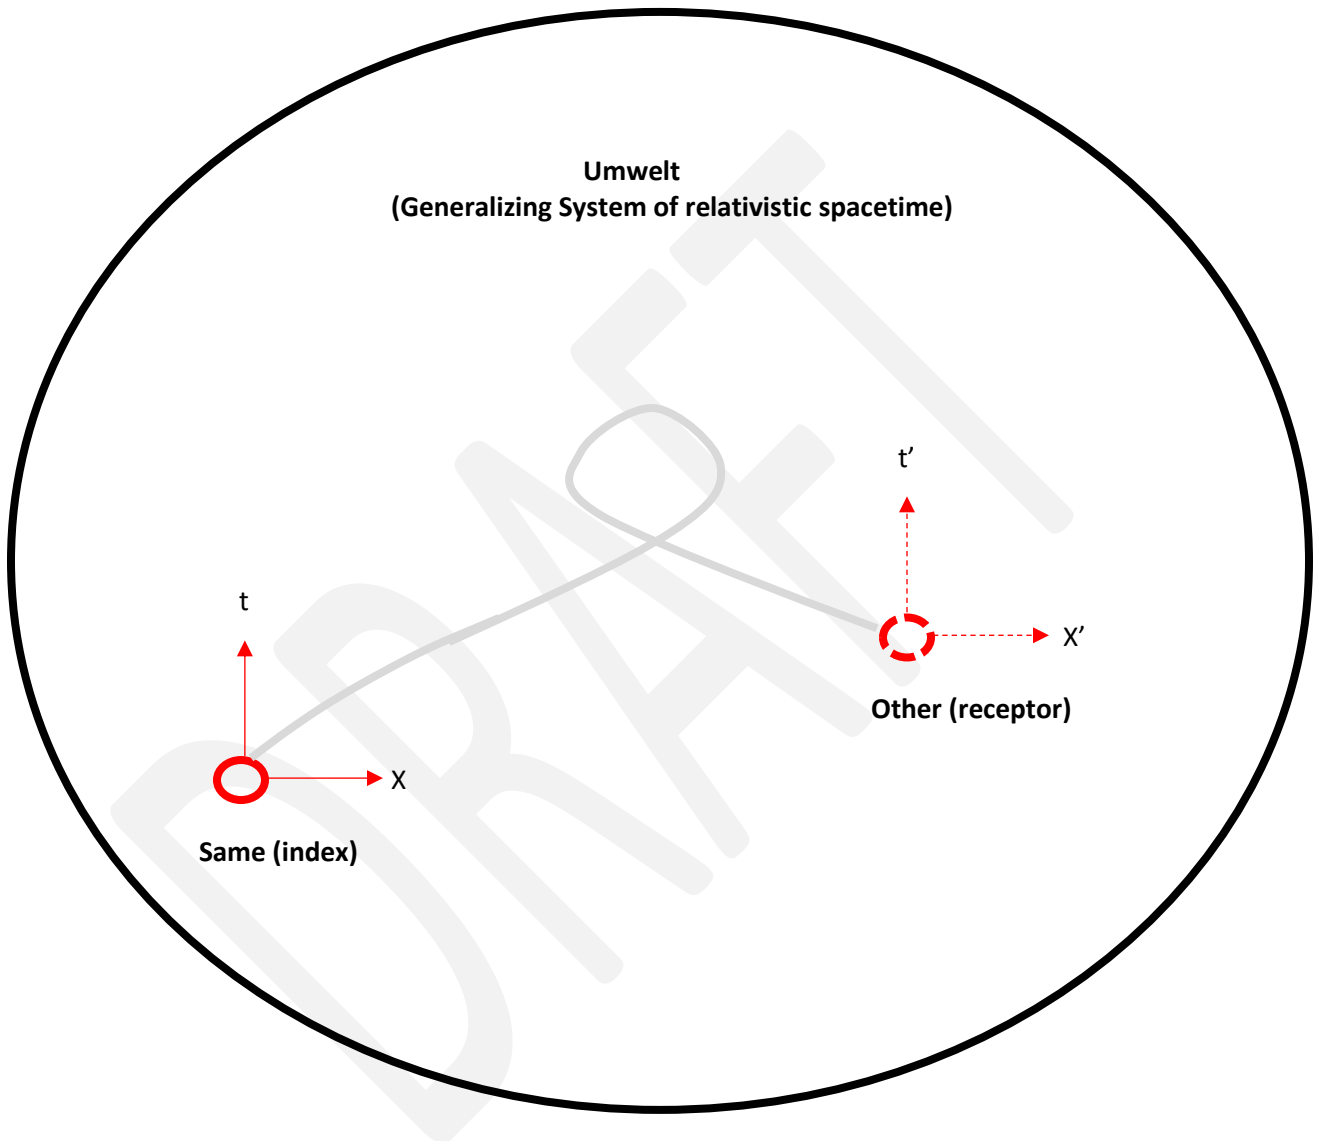 Umwelt
(Generalizing System of relativistic spacetime)
t’
X’
Other (receptor)
t
X
Same (index)
DRAFT